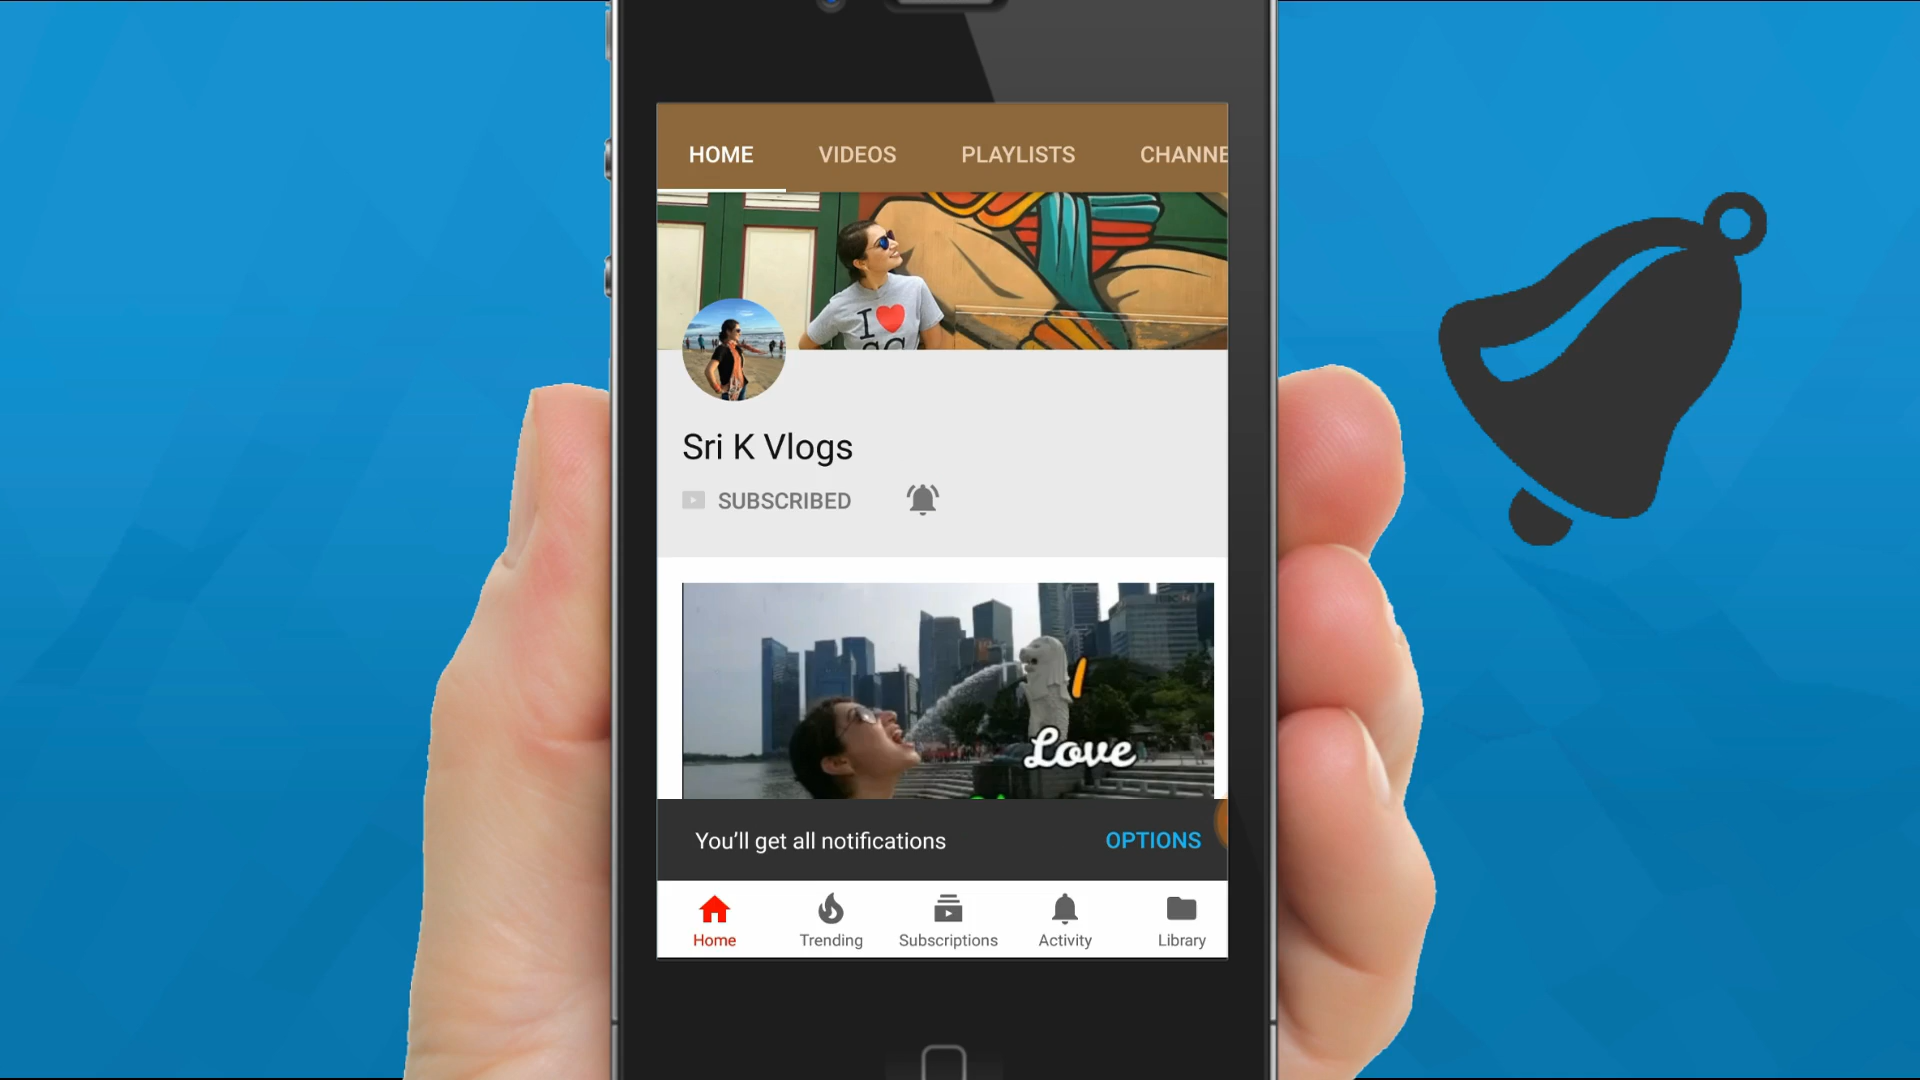 HOME VIDEOS PLAYLISTS CHANNE
I ❤
Sri K Vlogs
SUBSCRIBED
I
Love
You'll get all notifications OPTIONS
Home Trending Subscriptions Activity Library